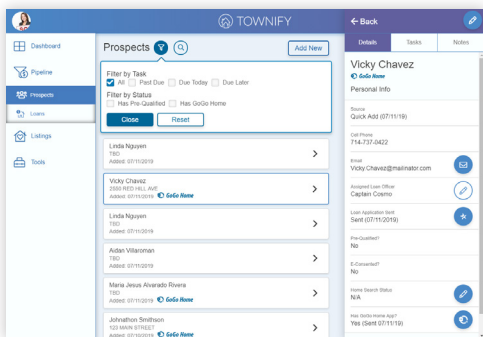 TOWNIFY
Dashboard
Pipeline
Prospects
Loans
Listings
Tools
Prospects
Add New
Filter by Task
All Past Due Due Today Due Later
Filter by Status
Has Pre-Qualified Has GoGo Home
Close Reset
Linda Nguyen
TBD
Added: 07/11/2019
Vicky Chavez
2555 RED HILL AVE
Added: 07/11/2019 GoGo Home
Linda Nguyen
TBD
Added: 07/11/2019
Aidan Villaroman
TBD
Added: 07/11/2019
Maria Jesus Alvarado Rivera
TBD
Added: 07/11/2019 GoGo Home
Johnathon Smithson
123 MAIN STREET
Added: 07/10/2019 GoGo Home
Back
Details Tasks Notes
Vicky Chavez
GoGo Home
Personal Info
Source
Quick Add (07/11/19)
Cell Phone
714-737-0422
Email
Vicky.Chavez@mailinator.com
Assigned Loan Officer
Captain Cosmo
Loan Application Sent
Sent (07/11/2019)
Pre-Qualified?
No
E-Consented?
No
Home Search Status
N/A
Has GoGo Home App?
Yes (Sent 07/11/19)